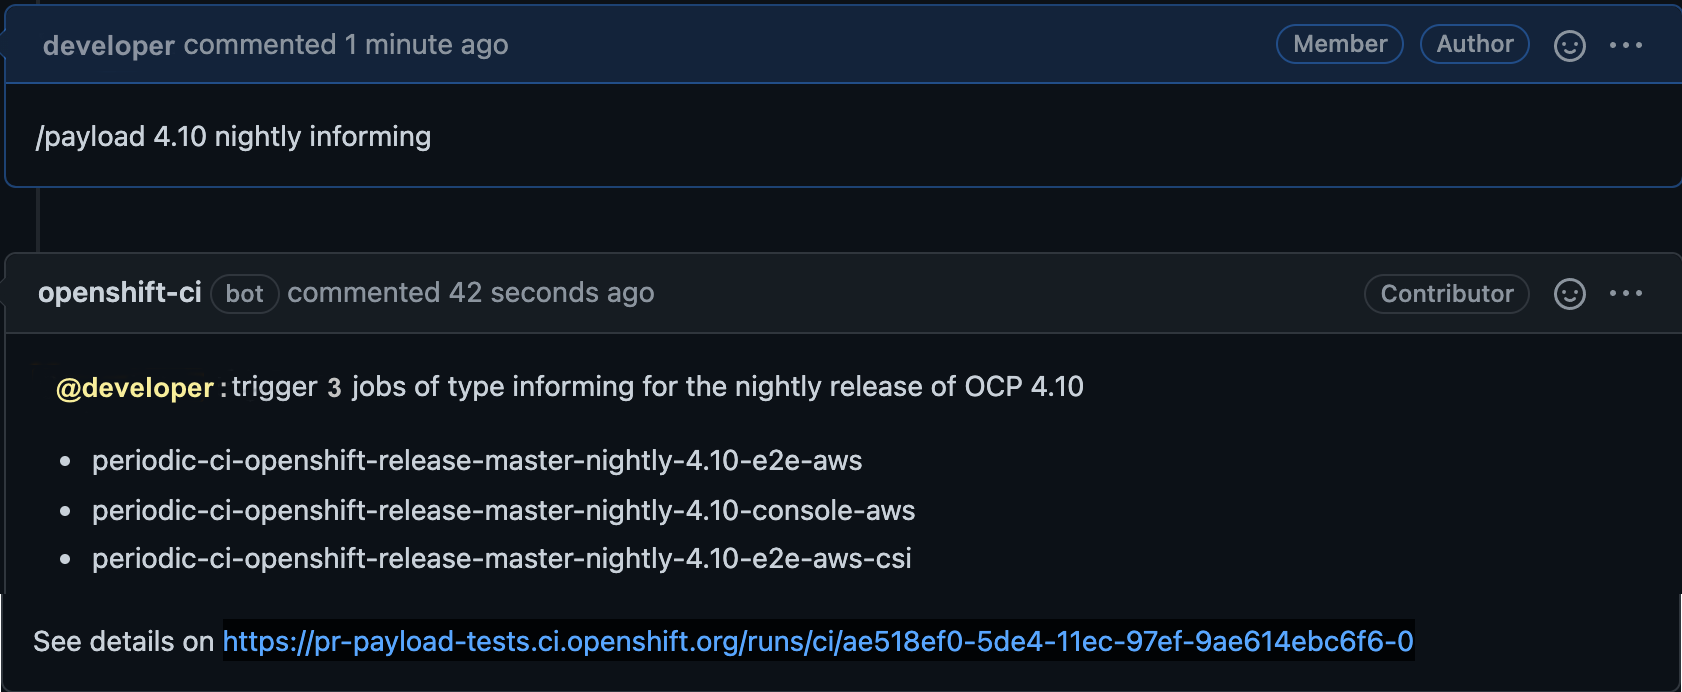 developer commented 1 minute ago Member Author
/payload 4.10 nightly informing
openshift-ci bot commented 42 seconds ago Contributor
@developer : trigger 3 jobs of type informing for the nightly release of OCP 4.10
• periodic-ci-openshift-release-master-nightly-4.10-e2e-aws
• periodic-ci-openshift-release-master-nightly-4.10-console-aws
• periodic-ci-openshift-release-master-nightly-4.10-e2e-aws-csi
See details on https://pr-payload-tests.ci.openshift.org/runs/ci/ae518ef0-5de4-11ec-97ef-9ae614ebc6f6-0